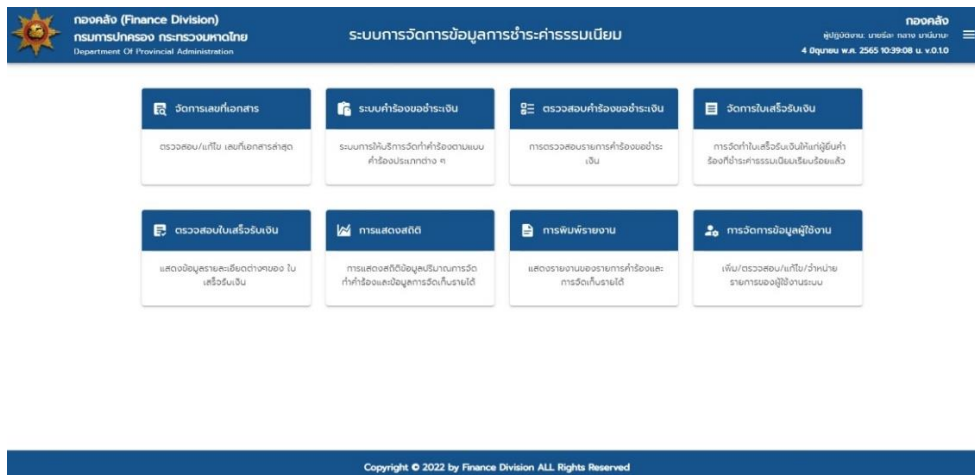 กองคลัง (Finance Division)
กรมการปกครอง กระทรวงมหาดไทย
Department Of Provincial Administration
ระบบการจัดการข้อมูลการชำระค่าธรรมเนียม
กองคลัง
ผู้ปฏิบัติงาน: นายรีละ กลาง มานัมานะ
4 มิถุนายน พ.ศ. 2565 10:39:08 น. v.0.1.0
จัดการเลขที่เอกสาร
ตรวจสอบ/แก้ไข เลขที่เอกสารล่าสุด
ระบบคำร้องขอชำระเงิน
ระบบการให้บริการจัดทำคำร้องตามแบบ
คำร้องประเภทต่าง ๆ
ตรวจสอบคำร้องขอชำระเงิน
การตรวจสอบรายการคำร้องขอชำระ
เงิน
จัดการใบเสร็จรับเงิน
การจัดทำใบเสร็จรับเงินให้แก่ผู้ยื่นคำ
ร้องที่ชำระค่าธรรมเนียมเรียบร้อยแล้ว
ตรวจสอบใบเสร็จรับเงิน
แสดงข้อมูลรายละเอียดต่างๆของ ใบ
เสร็จรับเงิน
การแสดงสถิติ
การแสดงสถิติข้อมูลปริมาณการจัด
ทำคำร้องและข้อมูลการจัดเก็บรายได้
การพิมพ์รายงาน
แสดงรายงานของรายการคำร้องและ
การจัดเก็บรายได้
การจัดการข้อมูลผู้ใช้งาน
เพิ่ม/ตรวจสอบ/แก้ไข/จำหน่าย
รายการของผู้ใช้งานระบบ
Copyright © 2022 by Finance Division ALL Rights Reserved